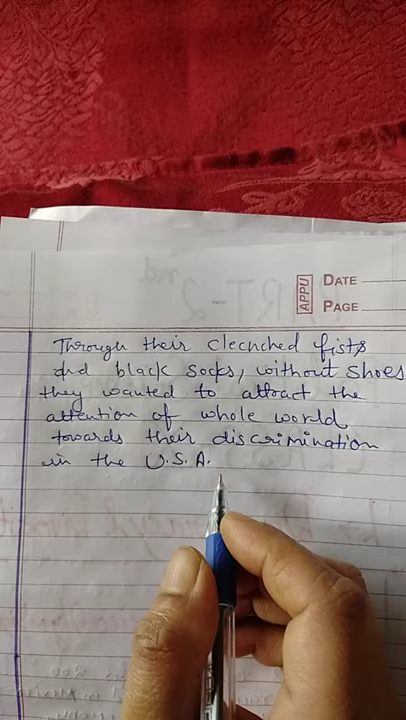 APPU
DATE
PAGE
Through their clecnched fists
and black socks, without shoes
they wanted to attract the
attention of whole world
towards their discrimination
in the U.S.A.